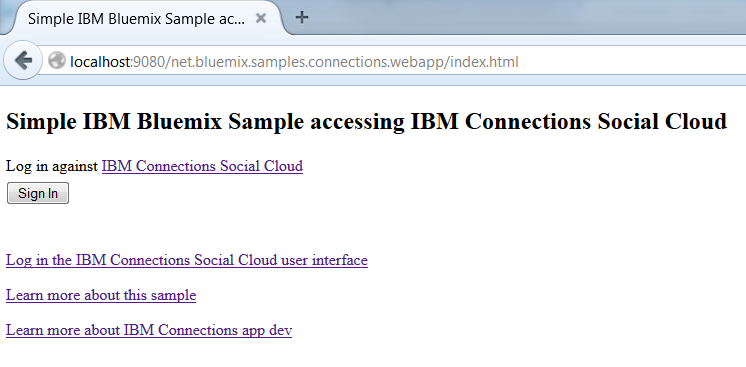 Simple IBM Bluemix Sample ac...
localhost:9080/net.bluemix.samples.connections.webapp/index.html
Simple IBM Bluemix Sample accessing IBM Connections Social Cloud
Log in against IBM Connections Social Cloud
Sign In
Log in the IBM Connections Social Cloud user interface
Learn more about this sample
Learn more about IBM Connections app dev